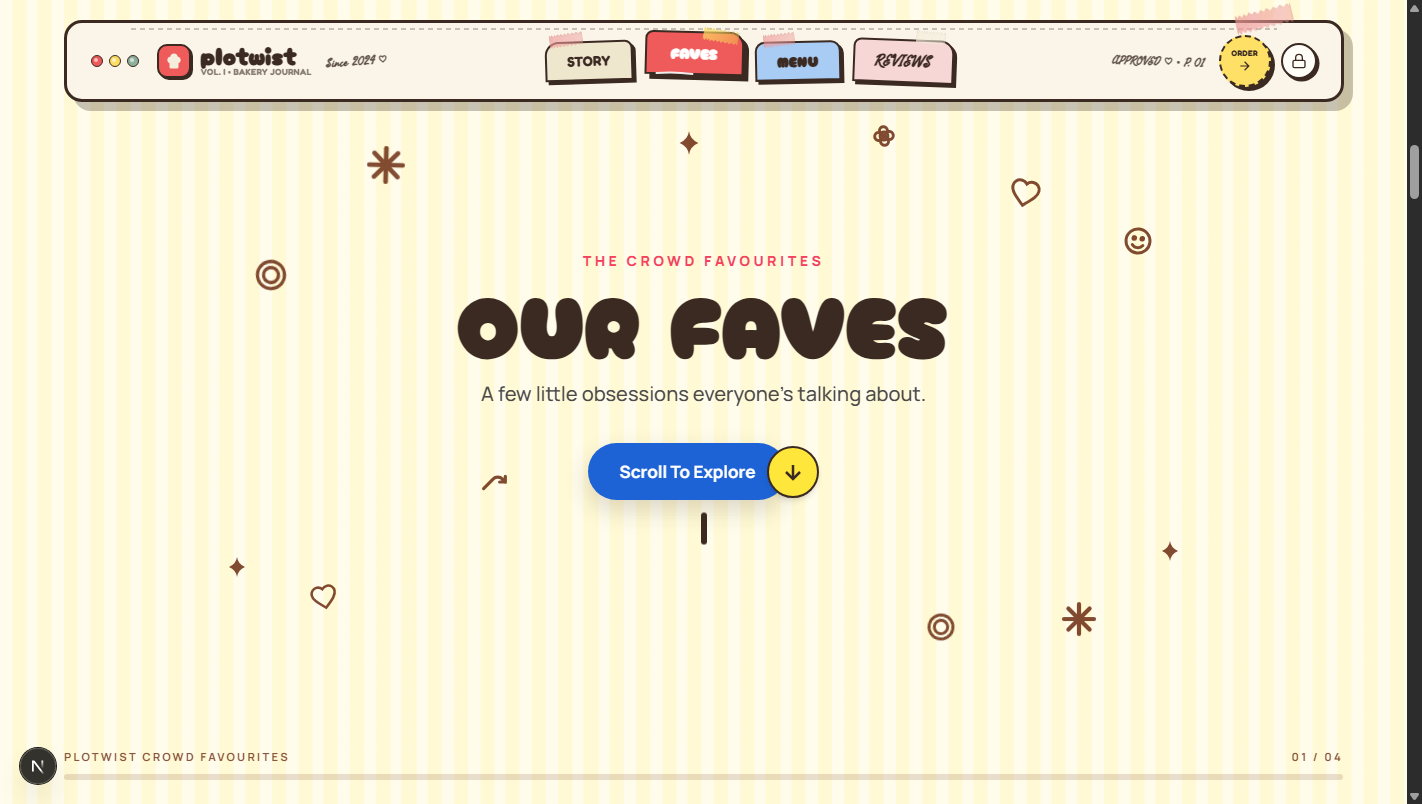 plotwist
VOL. I • BAKERY JOURNAL
Since 2024 ♡
STORY
FAVES
MENU
REVIEWS
APPROVED ♡ • P. 01
ORDER →
THE CROWD FAVOURITES
OUR FAVES
A few little obsessions everyone's talking about.
Scroll To Explore
PLOTWIST CROWD FAVOURITES
01 / 04
N